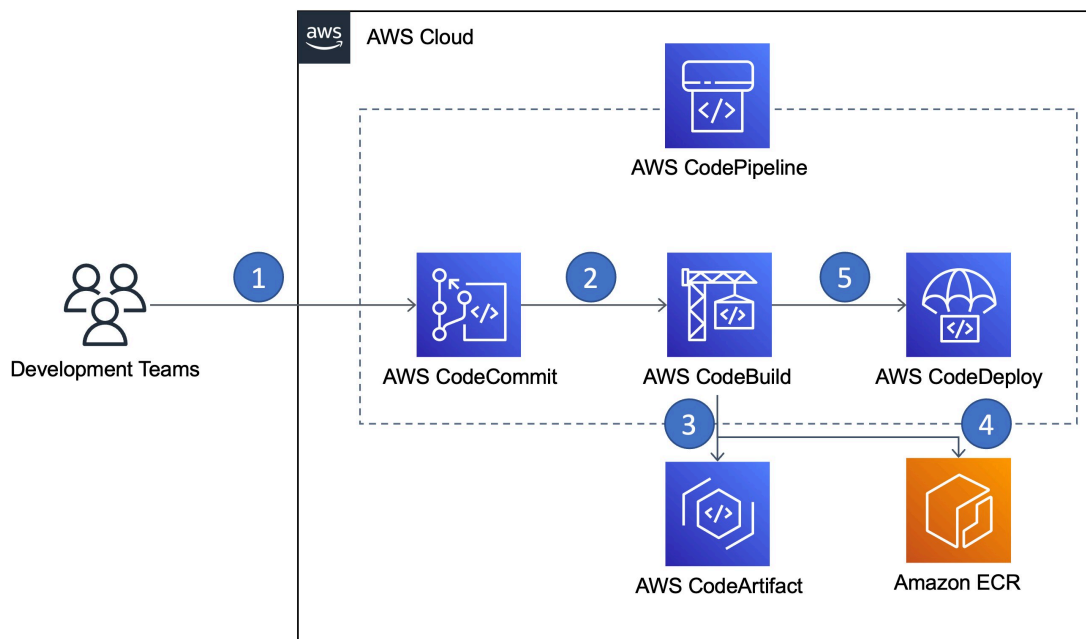 aws
AWS Cloud
</>
AWS CodePipeline
1
2
5
</>
</>
</>
Development Teams
AWS CodeCommit
AWS CodeBuild
AWS CodeDeploy
3
4
</>
AWS CodeArtifact
Amazon ECR